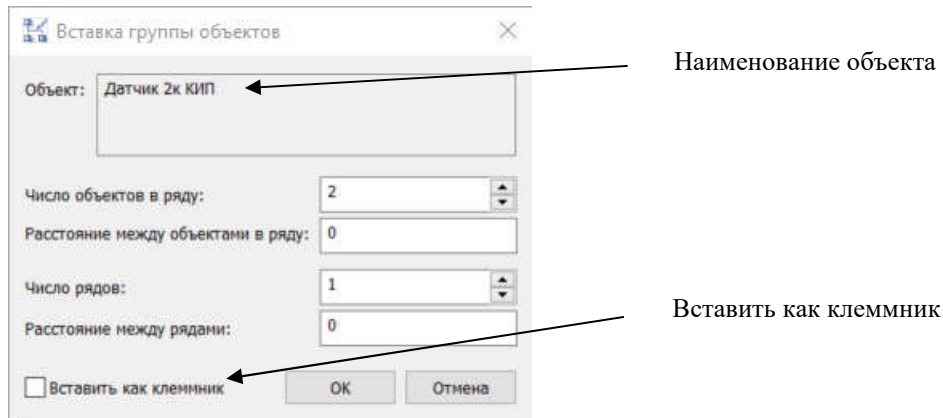 Вставка группы объектов
Наименование объекта
Объект: Датчик 2к КИП
Число объектов в ряду: 2
Расстояние между объектами в ряду: 0
Число рядов: 1
Вставить как клеммник
Расстояние между рядами: 0
Вставить как клеммник OK Отмена